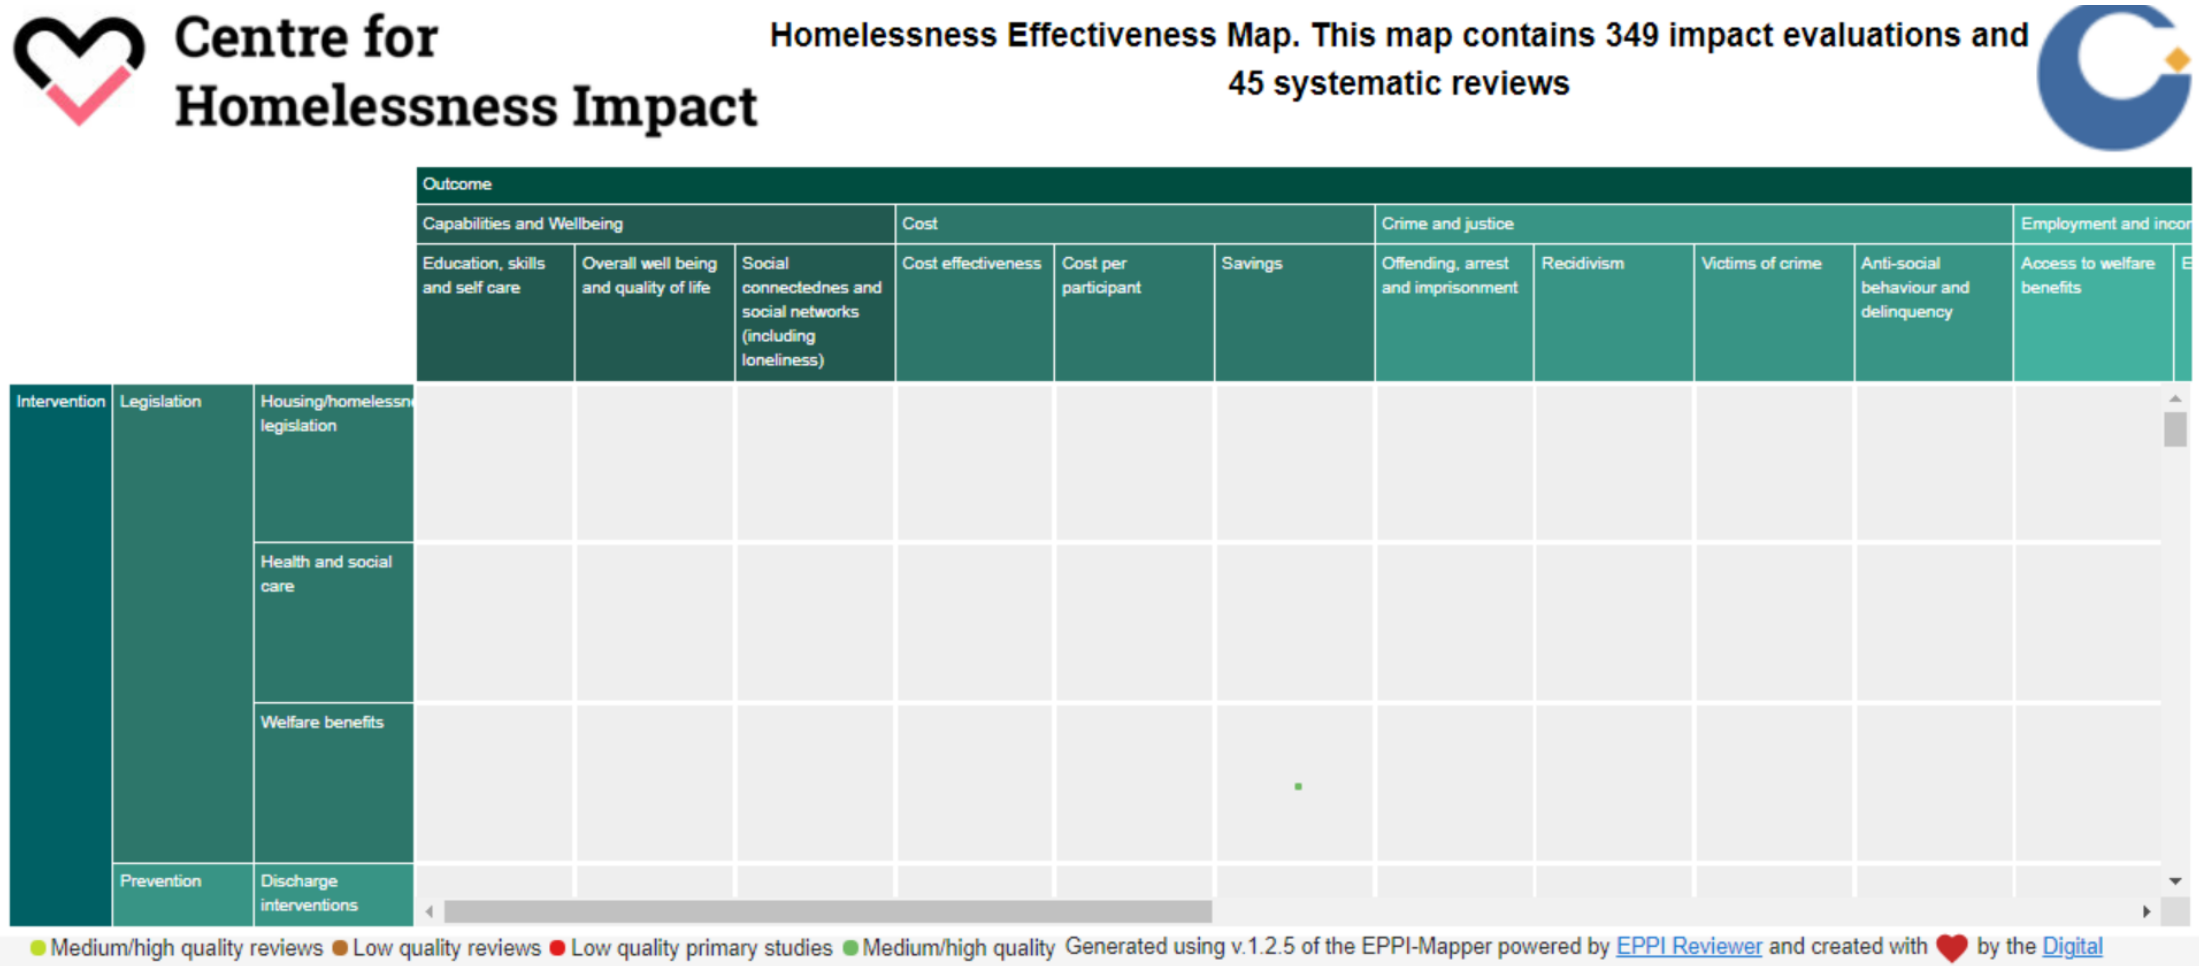 Centre for
Homelessness Impact
Homelessness Effectiveness Map. This map contains 349 impact evaluations and
45 systematic reviews
Outcome
Capabilities and Wellbeing
Cost
Crime and justice
Employment and incor
Education, skills
and self care
Overall well being
and quality of life
Social
connectednes and
social networks
(including
loneliness)
Cost effectiveness
Cost per
participant
Savings
Offending, arrest
and imprisonment
Recidivism
Victims of crime
Anti-social
behaviour and
delinquency
Access to welfare
benefits
E
Intervention
Legislation
Housing/homelessne
legislation
Health and social
care
Welfare benefits
Prevention
Discharge
interventions
Medium/high quality reviews Low quality reviews Low quality primary studies Medium/high quality Generated using v.1.2.5 of the EPPI-Mapper powered by EPPI Reviewer and created with by the Digital